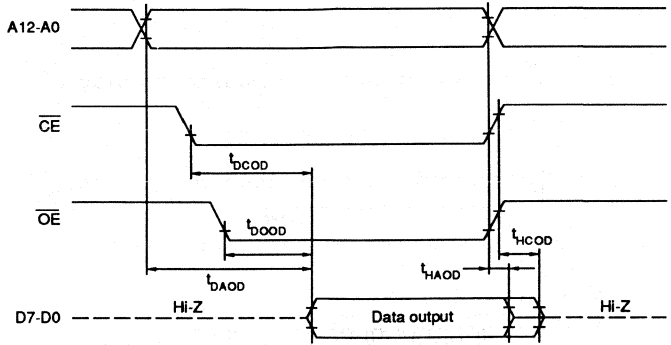 A12-A0
CE
tDCOD
OE
tDOOD
tHCOD
tDAOD
tHAOD
Hi-Z
Hi-Z
D7-D0
Data output